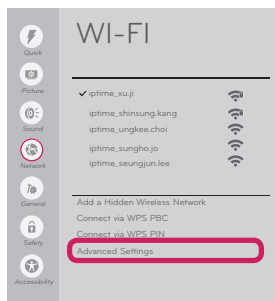 WI-FI
Quick
Picture
Sound
Network
General
Safety
Accessibility
iptime_xu.ji
iptime_shinsung.kang
iptime_ungkee.choi
iptime_sungho.jo
iptime_seungjun.lee
Add a Hidden Wireless Network
Connect via WPS PBC
Connect via WPS PIN
Advanced Settings